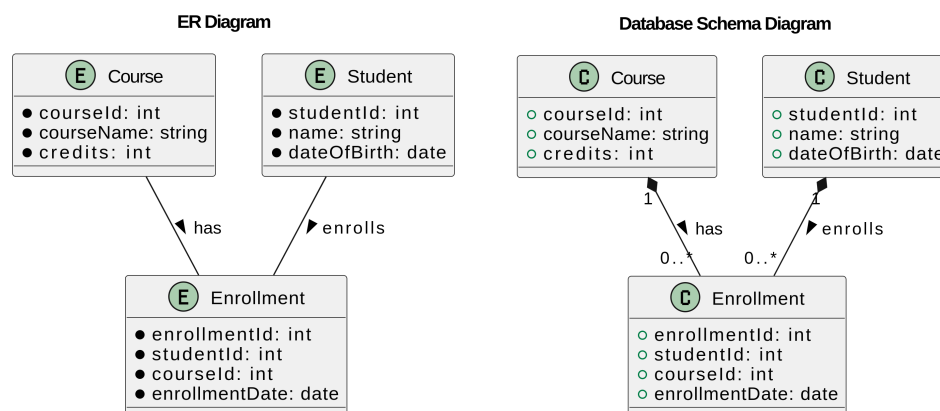 ER Diagram
E Course
courseId: int
courseName: string
credits: int
E Student
studentId: int
name: string
dateOfBirth: date
has
enrolls
E Enrollment
enrollmentId: int
studentId: int
courseId: int
enrollmentDate: date
Database Schema Diagram
C Course
courseId: int
courseName: string
credits: int
C Student
studentId: int
name: string
dateOfBirth: date
1
1
has
enrolls
0..*
0..*
C Enrollment
enrollmentId: int
studentId: int
courseId: int
enrollmentDate: date